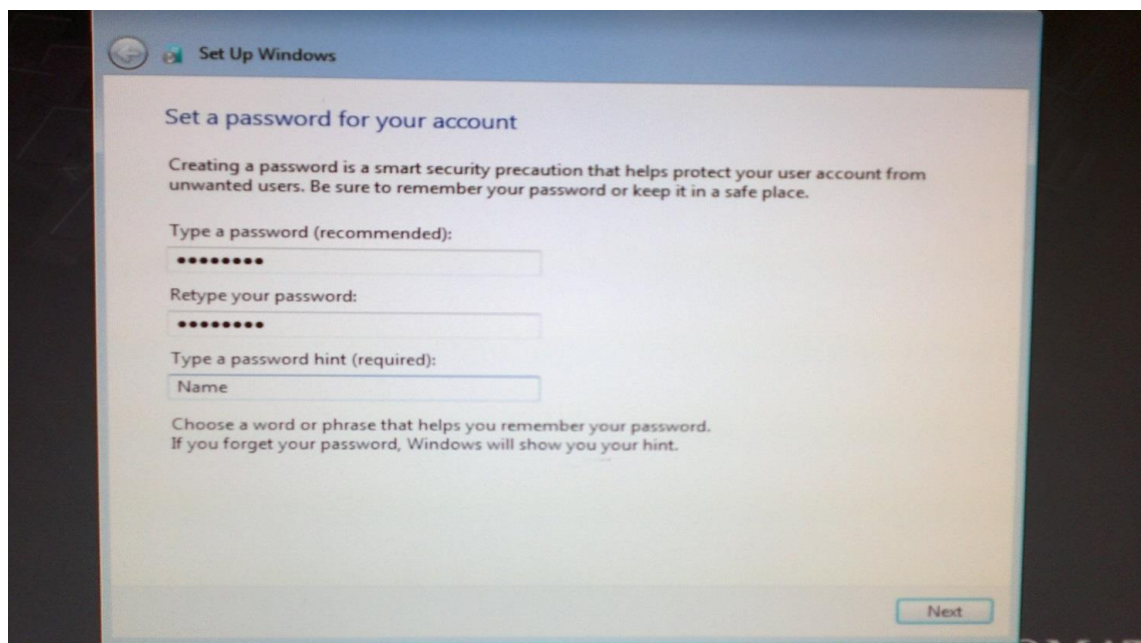 Set Up Windows
Set a password for your account
Creating a password is a smart security precaution that helps protect your user account from
unwanted users. Be sure to remember your password or keep it in a safe place.
Type a password (recommended):
●●●●●●●●
Retype your password:
●●●●●●●●
Type a password hint (required):
Name
Choose a word or phrase that helps you remember your password.
If you forget your password, Windows will show you your hint.
Next